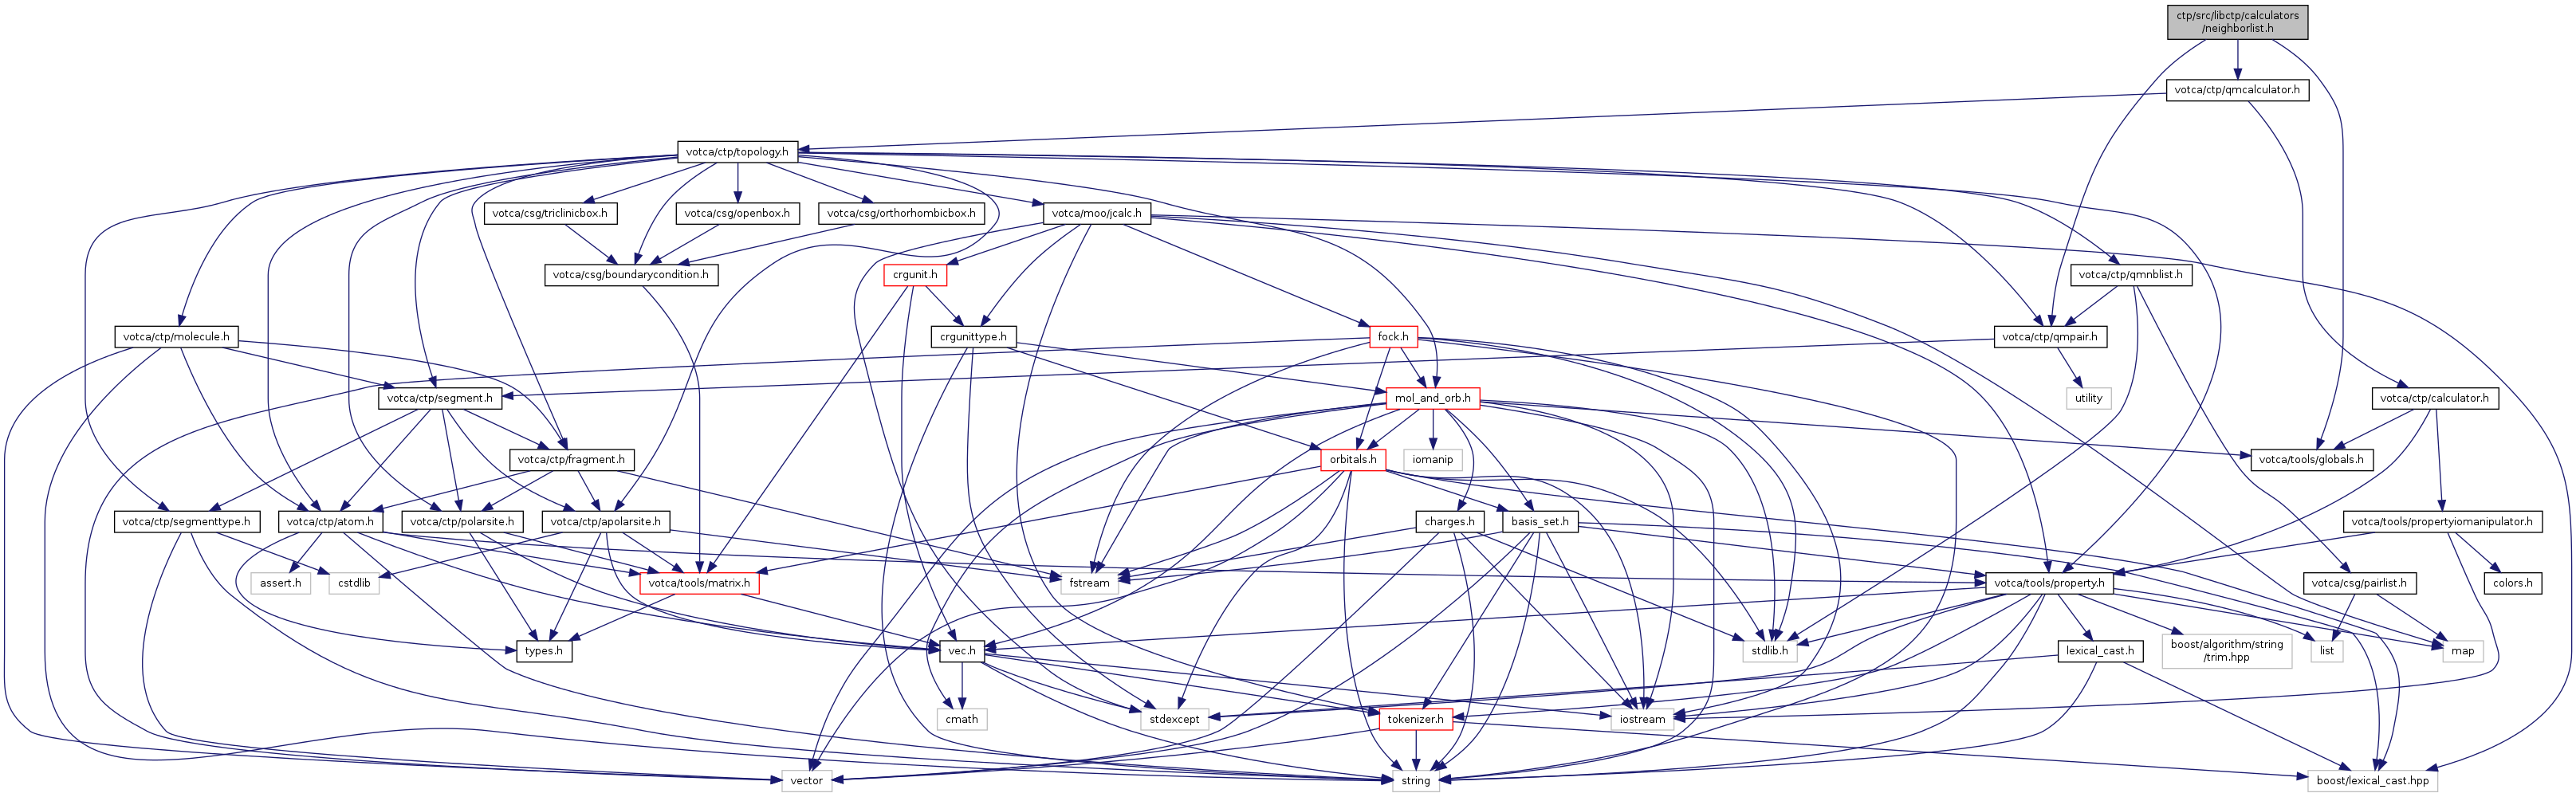 ctp/src/libctp/calculators
/neighborlist.h
votca/ctp/qmcalculator.h
votca/ctp/topology.h
votca/csg/triclinicbox.h
votca/csg/openbox.h
votca/csg/orthorhombicbox.h
votca/moo/jcalc.h
votca/csg/boundarycondition.h
crgunit.h
votca/ctp/qmnblist.h
votca/ctp/molecule.h
crgunittype.h
fock.h
votca/ctp/qmpair.h
votca/ctp/segment.h
mol_and_orb.h
utility
votca/ctp/calculator.h
votca/ctp/fragment.h
orbitals.h
iomanip
votca/tools/globals.h
votca/ctp/segmenttype.h
votca/ctp/atom.h
votca/ctp/polarsite.h
votca/ctp/apolarsite.h
charges.h
basis_set.h
votca/tools/propertyiomanipulator.h
assert.h
cstdlib
votca/tools/matrix.h
fstream
votca/tools/property.h
votca/csg/pairlist.h
colors.h
types.h
vec.h
stdlib.h
lexical_cast.h
boost/algorithm/string
/trim.hpp
list
map
cmath
stdexcept
tokenizer.h
iostream
vector
string
boost/lexical_cast.hpp